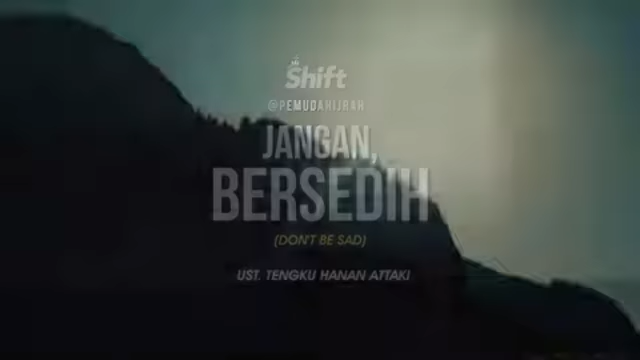 Shift
@PEMUDAHIJRAH
JANGAN,
BERSEDIH
(DON'T BE SAD)
UST. TENGKU HANAN ATTAKI